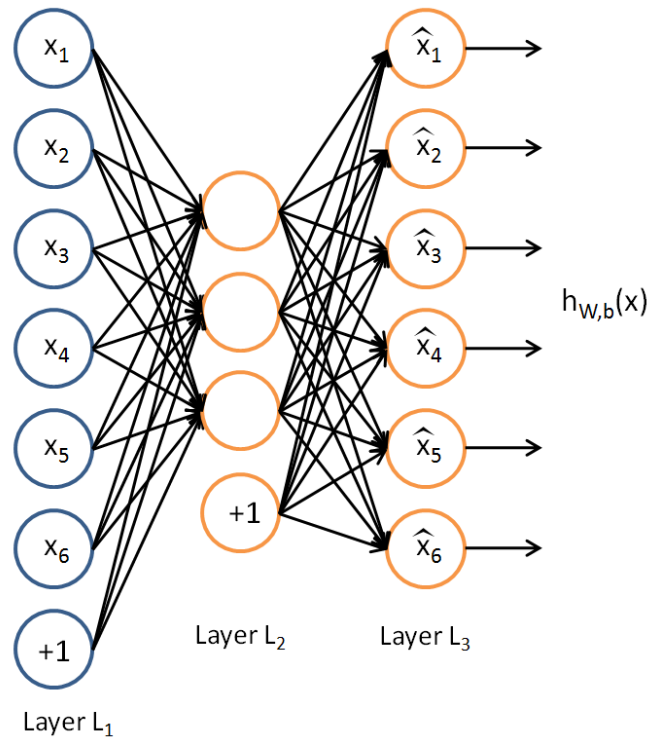 x₁
x₂
x₃
x₄
x₅
x₆
+1
Layer L₁
+1
Layer L₂
x̂₁
x̂₂
x̂₃
x̂₄
x̂₅
x̂₆
Layer L₃
h_W,b(x)